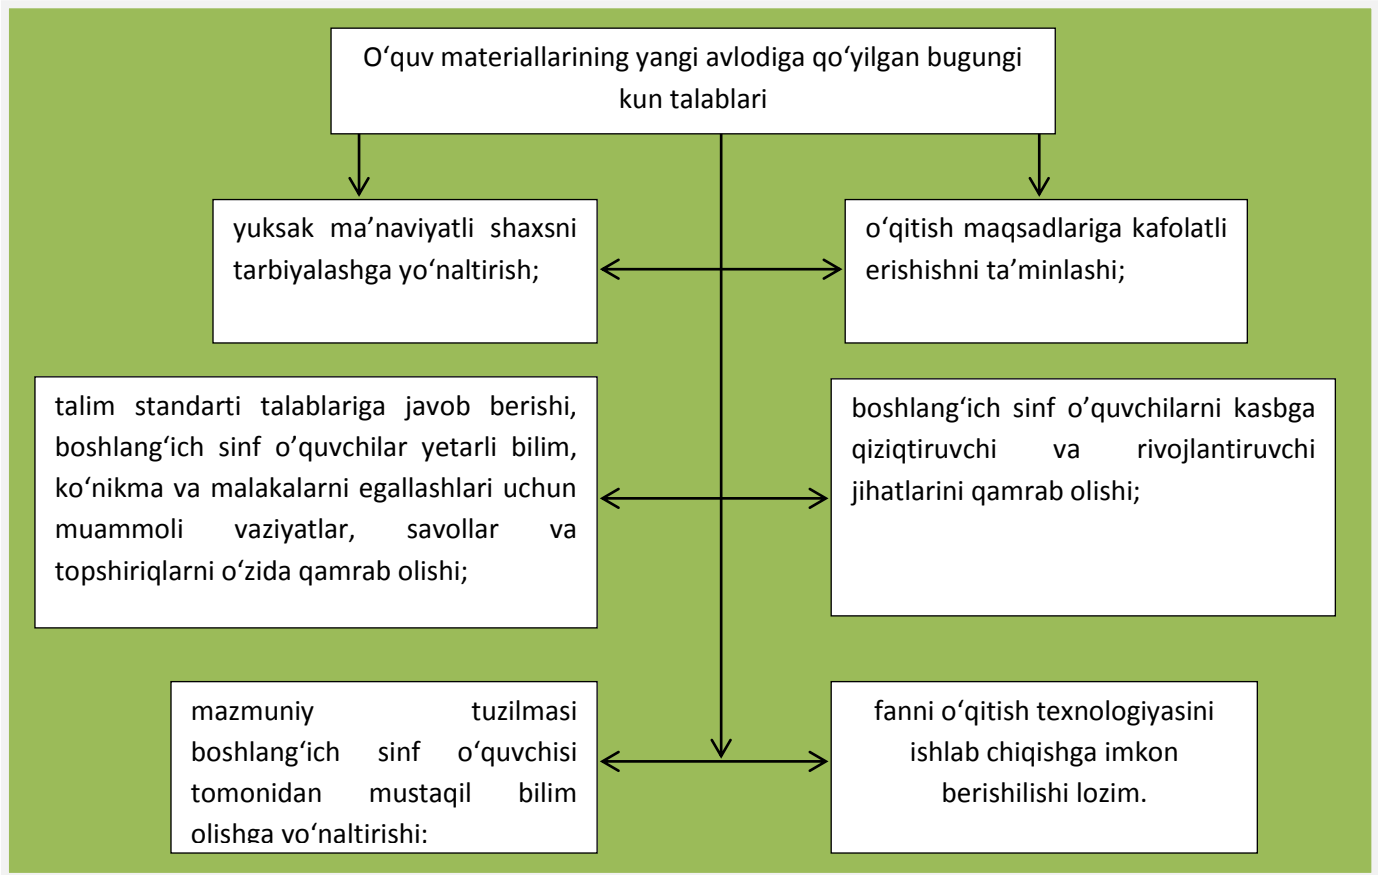 O‘quv materiallarining yangi avlodiga qo‘yilgan bugungi
kun talablari
yuksak ma’naviyatli shaxsni
tarbiyalashga yo‘naltirish;
o‘qitish maqsadlariga kafolatli
erishishni ta’minlashi;
talim standarti talablariga javob berishi,
boshlang‘ich sinf o’quvchilar yetarli bilim,
ko‘nikma va malakalarni egallashlari uchun
muammoli vaziyatlar, savollar va
topshiriqlarni o‘zida qamrab olishi;
boshlang‘ich sinf o’quvchilarni kasbga
qiziqtiruvchi va rivojlantiruvchi
jihatlarini qamrab olishi;
mazmuniy tuzilmasi
boshlang‘ich sinf o‘quvchisi
tomonidan mustaqil bilim
olishga yo‘naltirishi;
fanni o‘qitish texnologiyasini
ishlab chiqishga imkon
berishilishi lozim.